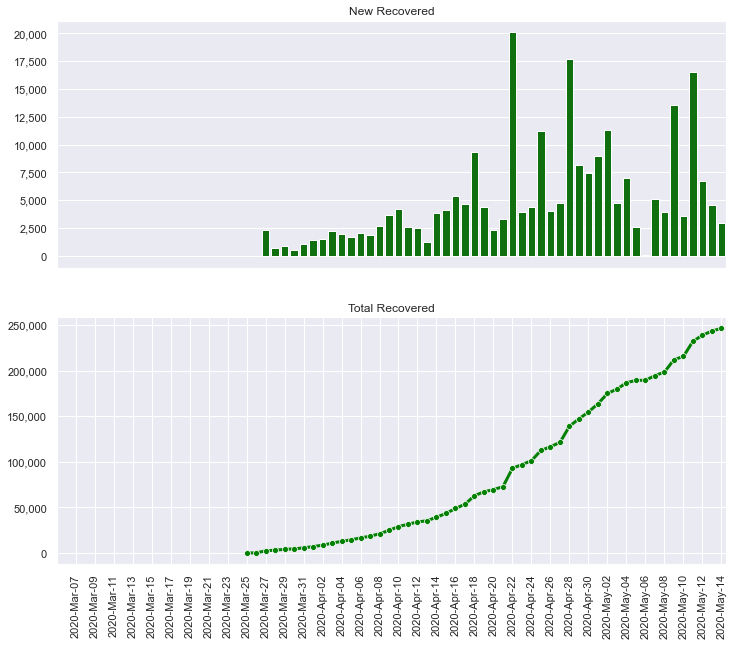 New Recovered
20,000
17,500
15,000
12,500
10,000
7,500
5,000
2,500
0
Total Recovered
250,000
200,000
150,000
100,000
50,000
0
2020-Mar-07
2020-Mar-09
2020-Mar-11
2020-Mar-13
2020-Mar-15
2020-Mar-17
2020-Mar-19
2020-Mar-21
2020-Mar-23
2020-Mar-25
2020-Mar-27
2020-Mar-29
2020-Mar-31
2020-Apr-02
2020-Apr-04
2020-Apr-06
2020-Apr-08
2020-Apr-10
2020-Apr-12
2020-Apr-14
2020-Apr-16
2020-Apr-18
2020-Apr-20
2020-Apr-22
2020-Apr-24
2020-Apr-26
2020-Apr-28
2020-Apr-30
2020-May-02
2020-May-04
2020-May-06
2020-May-08
2020-May-10
2020-May-12
2020-May-14